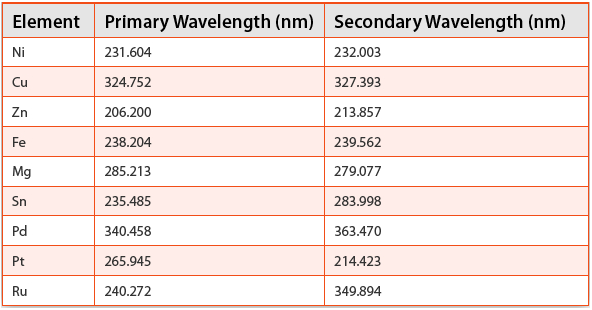 Element Primary Wavelength (nm) Secondary Wavelength (nm)
Ni 231.604 232.003
Cu 324.752 327.393
Zn 206.200 213.857
Fe 238.204 239.562
Mg 285.213 279.077
Sn 235.485 283.998
Pd 340.458 363.470
Pt 265.945 214.423
Ru 240.272 349.894